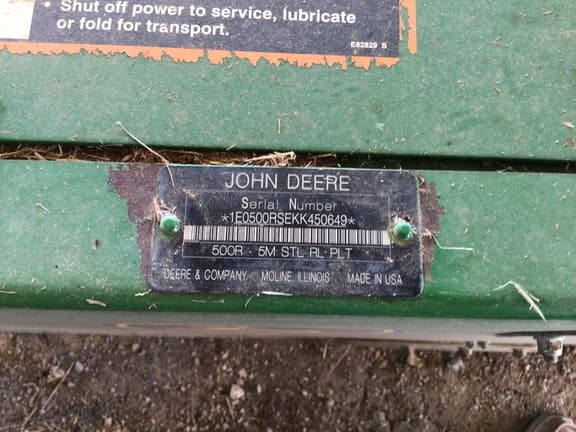 • Shut off power to service, lubricate
or fold for transport.
E82829 S
JOHN DEERE
Serial Number
*1E0500RSEKK450649*
500R - 5M STL RL PLT
DEERE & COMPANY MOLINE, ILLINOIS MADE IN USA